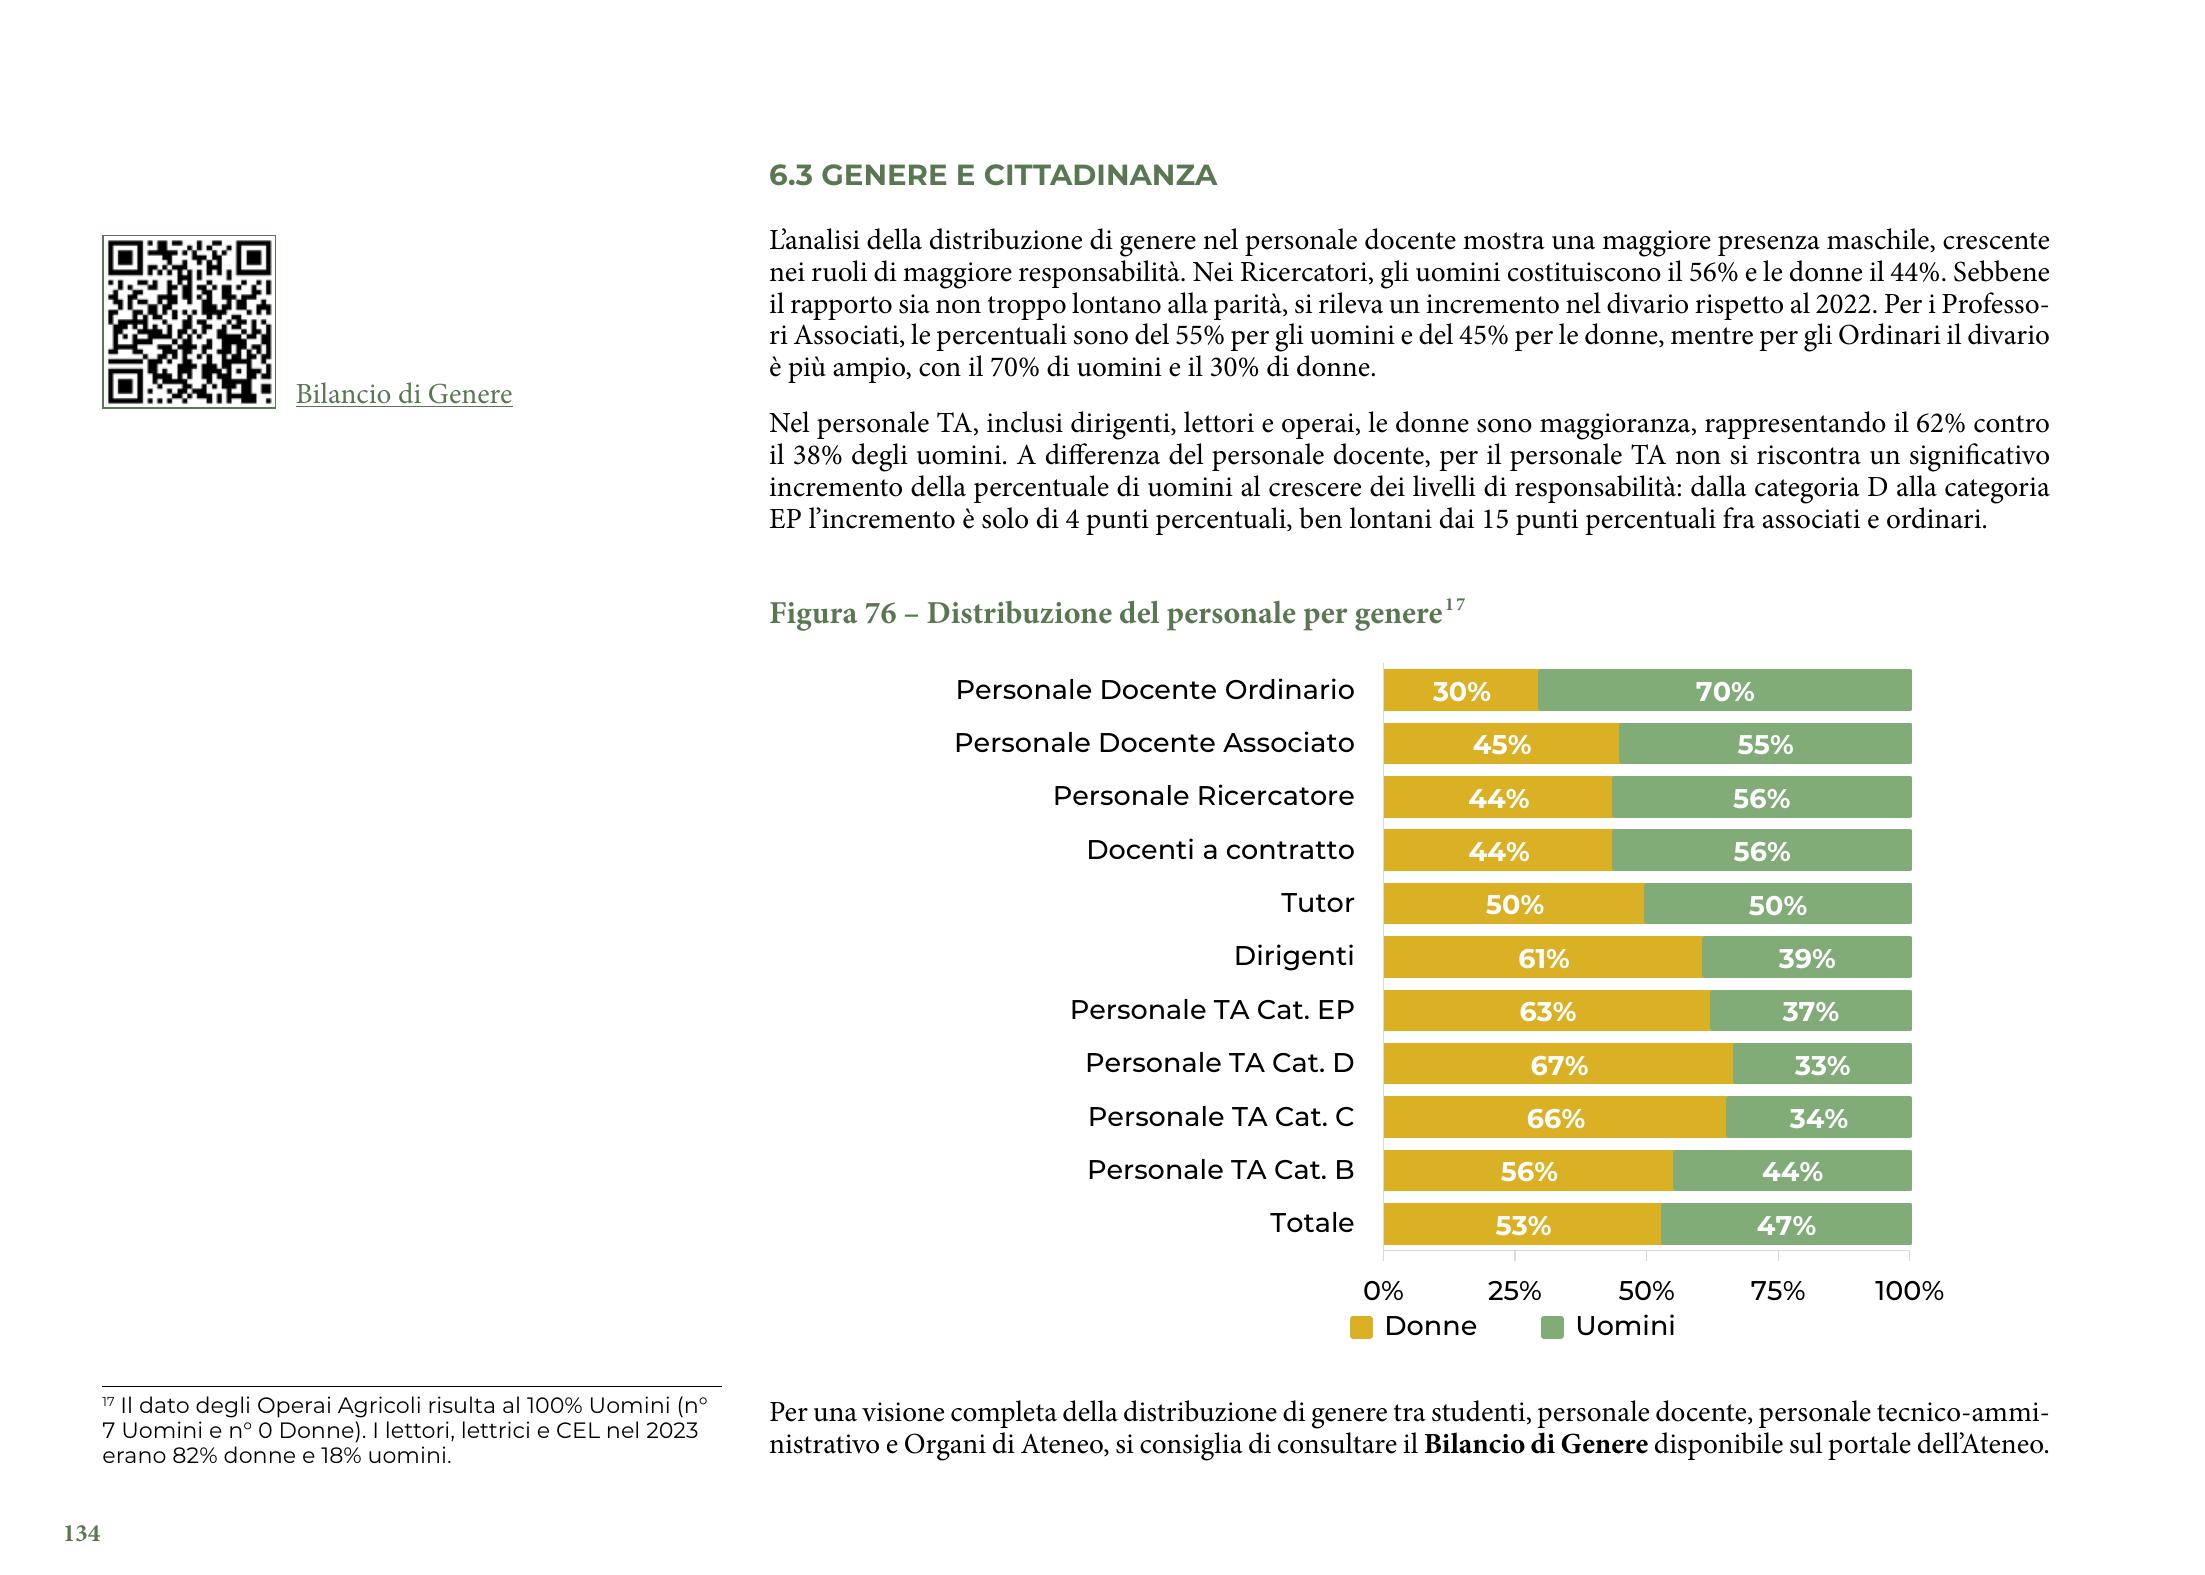 6.3 GENERE E CITTADINANZA
L’analisi della distribuzione di genere nel personale docente mostra una maggiore presenza maschile, crescente
nei ruoli di maggiore responsabilità. Nei Ricercatori, gli uomini costituiscono il 56% e le donne il 44%. Sebbene
il rapporto sia non troppo lontano alla parità, si rileva un incremento nel divario rispetto al 2022. Per i Professo-
ri Associati, le percentuali sono del 55% per gli uomini e del 45% per le donne, mentre per gli Ordinari il divario
è più ampio, con il 70% di uomini e il 30% di donne.
Bilancio di Genere
Nel personale TA, inclusi dirigenti, lettori e operai, le donne sono maggioranza, rappresentando il 62% contro
il 38% degli uomini. A differenza del personale docente, per il personale TA non si riscontra un significativo
incremento della percentuale di uomini al crescere dei livelli di responsabilità: dalla categoria D alla categoria
EP l’incremento è solo di 4 punti percentuali, ben lontani dai 15 punti percentuali fra associati e ordinari.
Figura 76 – Distribuzione del personale per genere¹⁷
Personale Docente Ordinario 30% 70%
Personale Docente Associato 45% 55%
Personale Ricercatore 44% 56%
Docenti a contratto 44% 56%
Tutor 50% 50%
Dirigenti 61% 39%
Personale TA Cat. EP 63% 37%
Personale TA Cat. D 67% 33%
Personale TA Cat. C 66% 34%
Personale TA Cat. B 56% 44%
Totale 53% 47%
0% 25% 50% 75% 100%
Donne Uomini
¹⁷ Il dato degli Operai Agricoli risulta al 100% Uomini (n°
7 Uomini e n° 0 Donne). I lettori, lettrici e CEL nel 2023
erano 82% donne e 18% uomini.
Per una visione completa della distribuzione di genere tra studenti, personale docente, personale tecnico-ammi-
nistrativo e Organi di Ateneo, si consiglia di consultare il Bilancio di Genere disponibile sul portale dell’Ateneo.
134